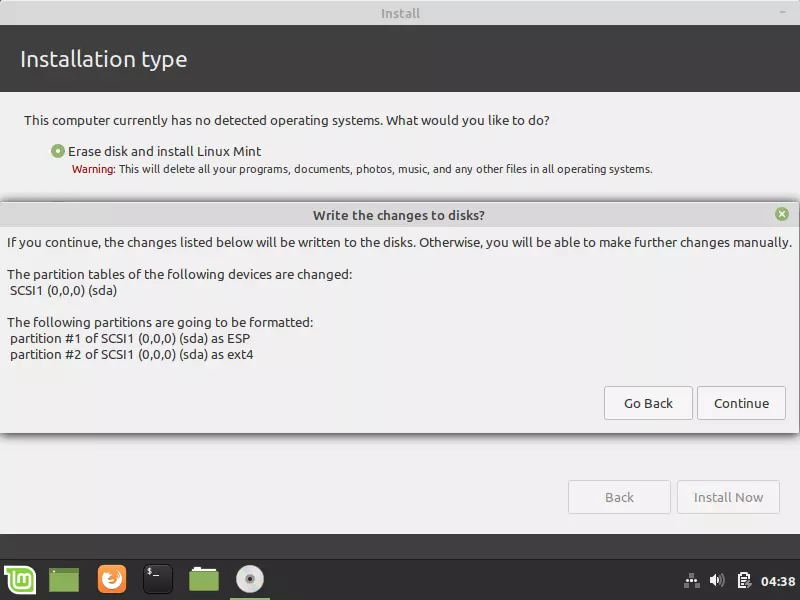 Install
Installation type
This computer currently has no detected operating systems. What would you like to do?
Erase disk and install Linux Mint
Warning: This will delete all your programs, documents, photos, music, and any other files in all operating systems.
Write the changes to disks?
If you continue, the changes listed below will be written to the disks. Otherwise, you will be able to make further changes manually.
The partition tables of the following devices are changed:
SCSI1 (0,0,0) (sda)
The following partitions are going to be formatted:
partition #1 of SCSI1 (0,0,0) (sda) as ESP
partition #2 of SCSI1 (0,0,0) (sda) as ext4
Go Back Continue
Back Install Now
$_ 04:38